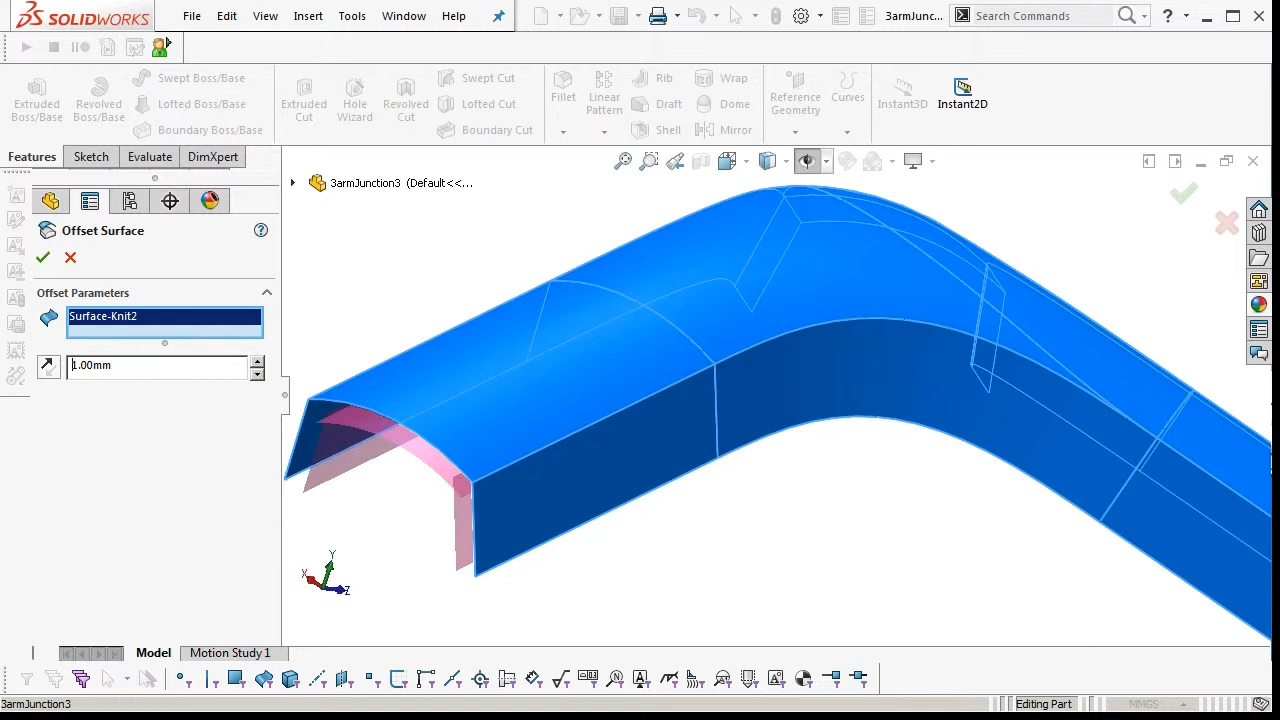 SOLIDWORKS File Edit View Insert Tools Window Help 3armJunc... Search Commands ?
Extruded Boss/Base Revolved Boss/Base Swept Boss/Base Lofted Boss/Base Boundary Boss/Base Extruded Cut Hole Wizard Revolved Cut Swept Cut Lofted Cut Boundary Cut Fillet Linear Pattern Rib Draft Shell Wrap Dome Mirror Reference Geometry Curves Instant3D Instant2D
Features Sketch Evaluate DimXpert
3armJunction3 (Default<<...
Offset Surface
Offset Parameters
Surface-Knit2
1.00mm
Y
X
Z
Model Motion Study 1
3armJunction3 Editing Part MMGS